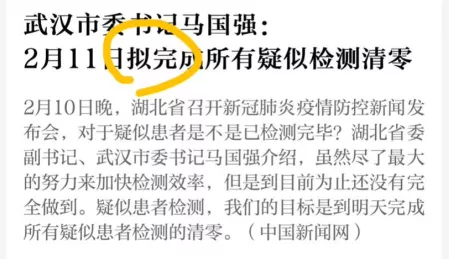 武汉市委书记马国强:
2月11日拟完成所有疑似检测清零
2月10日晚，湖北省召开新冠肺炎疫情防控新闻发
布会，对于疑似患者是不是已检测完毕？湖北省委
副书记、武汉市委书记马国强介绍，虽然尽了最大
的努力来加快检测效率，但是到目前为止还没有完
全做到。疑似患者检测，我们的目标是到明天完成
所有疑似患者检测的清零。（中国新闻网）